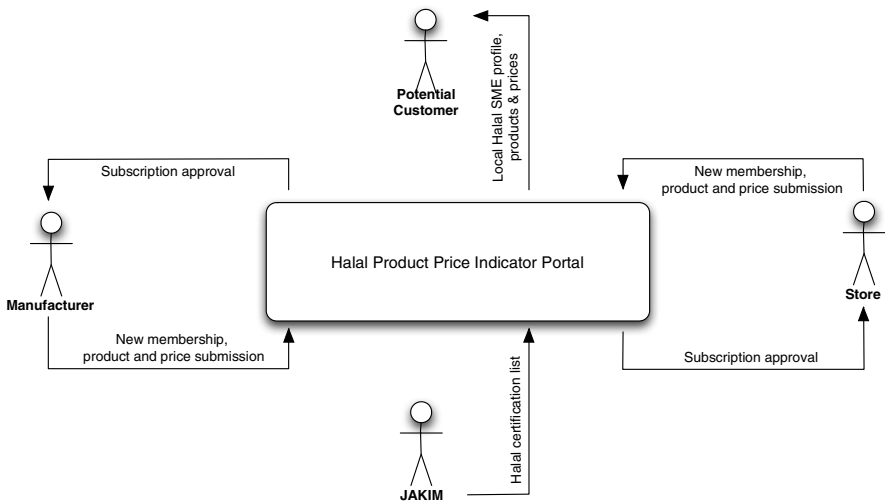 Potential
Customer
Local Halal SME profile,
products & prices
Subscription approval
New membership,
product and price submission
Halal Product Price Indicator Portal
Manufacturer
Store
New membership,
product and price submission
Subscription approval
Halal certification list
JAKIM